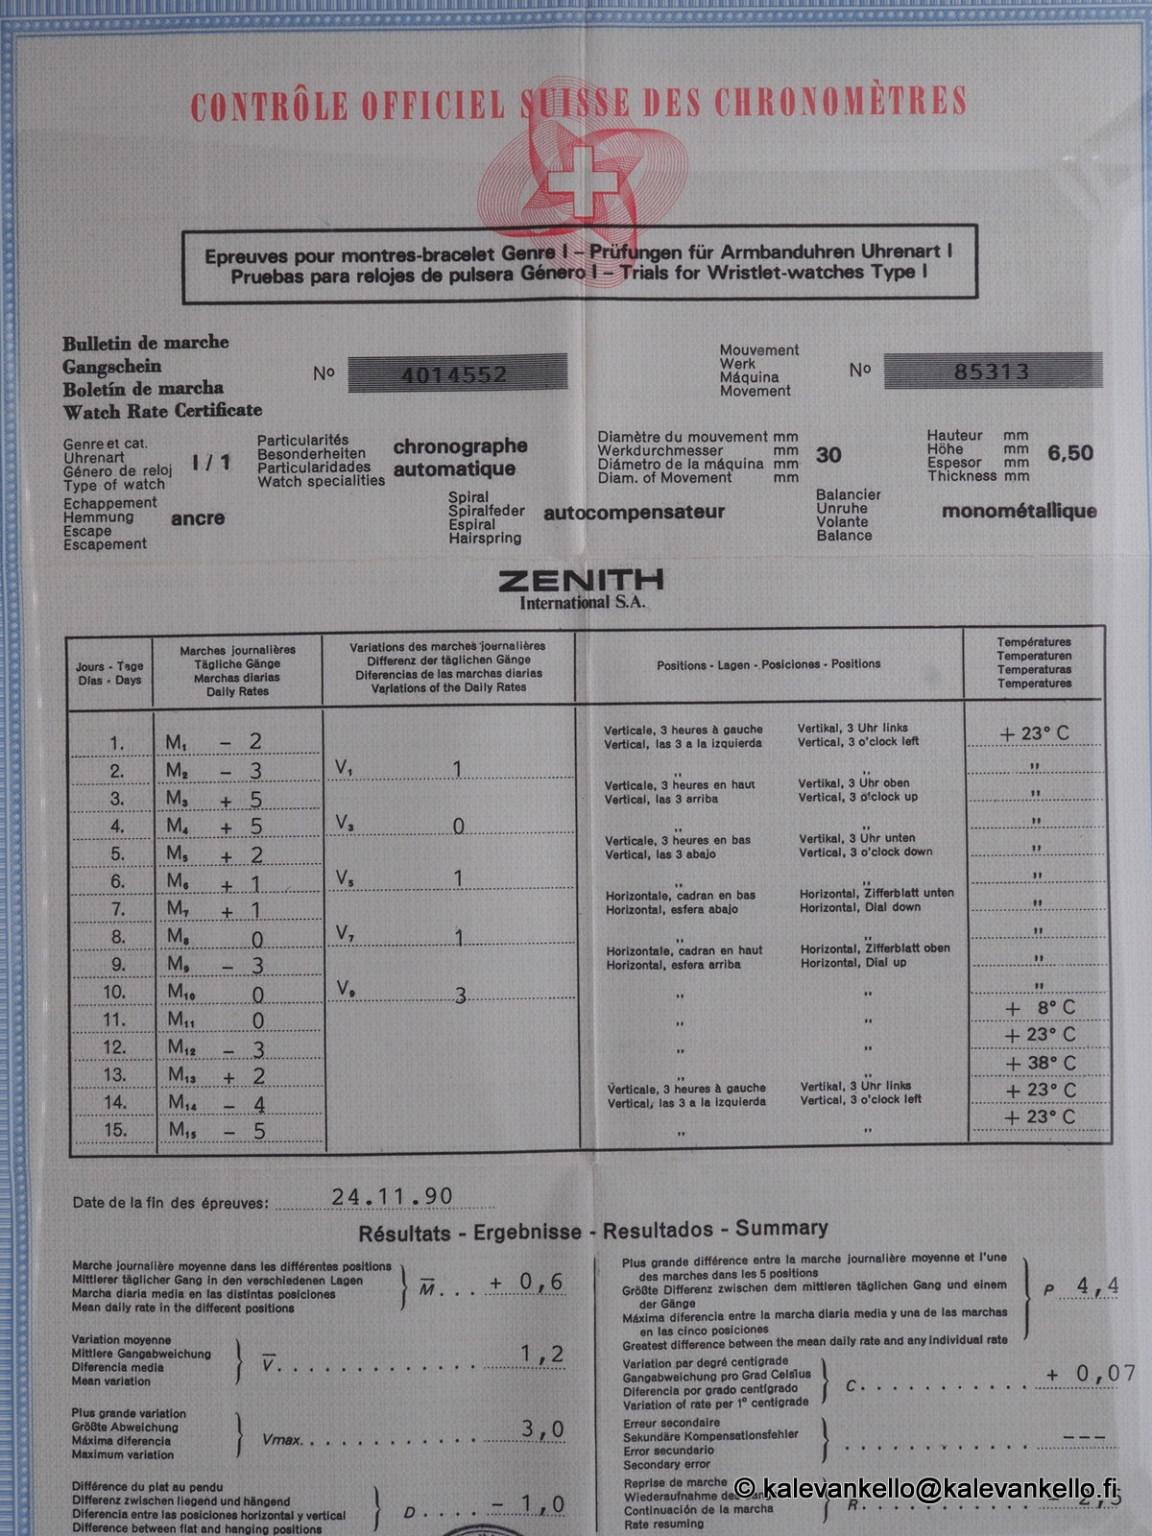 CONTRÔLE OFFICIEL SUISSE DES CHRONOMÈTRES
Epreuves pour montres-bracelet Genre I – Prüfungen für Armbanduhren Uhrenart I
Pruebas para relojes de pulsera Género I – Trials for Wristlet-watches Type I
Bulletin de marche
Gangschein
Boletín de marcha
Watch Rate Certificate
No 4014552
Mouvement
Werk
Máquina
Movement
No 85313
Genre et cat.
Uhrenart
Género de reloj
Type of watch
I / 1
Particularités
Besonderheiten
Particularidades
Watch specialities
chronographe
automatique
Diamètre du mouvement mm
Werkdurchmesser mm
Diámetro de la máquina mm
Diam. of Movement mm
30
Hauteur mm
Höhe mm
Espesor mm
Thickness mm
6,50
Echappement
Hemmung
Escape
Escapement
ancre
Spiral
Spiralfeder
Espiral
Hairspring
autocompensateur
Balancier
Unruhe
Volante
Balance
monométallique
ZENITH
International S.A.
Jours - Tage
Días - Days
Marches journalières
Tägliche Gänge
Marchas diarias
Daily Rates
Variations des marches journalières
Differenz der täglichen Gänge
Diferencias de las marchas diarias
Variations of the Daily Rates
Positions - Lagen - Posiciones - Positions
Températures
Temperaturen
Temperaturas
Temperatures
1. M1 – 2 Verticale, 3 heures à gauche Vertikal, 3 Uhr links + 23° C
Vertical, las 3 a la izquierda Vertical, 3 o'clock left
2. M2 – 3 V1 1 " " "
3. M3 + 5 Verticale, 3 heures en haut Vertikal, 3 Uhr oben "
Vertical, las 3 arriba Vertical, 3 o'clock up
4. M4 + 5 V3 0 " " "
5. M5 + 2 Verticale, 3 heures en bas Vertikal, 3 Uhr unten "
Vertical, las 3 abajo Vertical, 3 o'clock down
6. M6 + 1 V5 1 " " "
7. M7 + 1 Horizontale, cadran en bas Horizontal, Zifferblatt unten "
Horizontal, esfera abajo Horizontal, Dial down
8. M8 0 V7 1 " " "
9. M9 – 3 Horizontale, cadran en haut Horizontal, Zifferblatt oben "
Horizontal, esfera arriba Horizontal, Dial up
10. M10 0 V9 3 " " "
11. M11 0 " " + 8° C
12. M12 – 3 " " + 23° C
13. M13 + 2 " " + 38° C
14. M14 – 4 Verticale, 3 heures à gauche Vertikal, 3 Uhr links + 23° C
Vertical, las 3 a la izquierda Vertical, 3 o'clock left
15. M15 – 5 " " + 23° C
Date de la fin des épreuves: 24.11.90
Résultats - Ergebnisse - Resultados - Summary
Marche journalière moyenne dans les différentes positions
Mittlerer täglicher Gang in den verschiedenen Lagen
Marcha diaria media en las distintas posiciones
Mean daily rate in the different positions
M̅ . . . + 0,6
Variation moyenne
Mittlere Gangabweichung
Diferencia media
Mean variation
V̅ . . . 1,2
Plus grande variation
Größte Abweichung
Máxima diferencia
Maximum variation
Vmax. . . . 3,0
Différence du plat au pendu
Differenz zwischen liegend und hängend
Diferencia entre las posiciones horizontal y vertical
Difference between flat and hanging positions
D . . . . – 1,0
Plus grande différence entre la marche journalière moyenne et l'une
des marches dans les 5 positions
Größte Differenz zwischen dem mittleren täglichen Gang und einem
der Gänge
Máxima diferencia entre la marcha diaria media y una de las marchas
en las cinco posiciones
Greatest difference between the mean daily rate and any individual rate
P 4,4
Variation par degré centigrade
Gangabweichung pro Grad Celsius
Diferencia por grado centigrado
Variation of rate per 1° centigrade
C. . . . + 0,07
Erreur secondaire
Sekundäre Kompensationsfehler
Error secundario
Secondary error
. . . . ---
Reprise de marche
Wiederaufnahme des
Continuación de la marcha
Rate resuming
R. . . .
© kalevankello@kalevankello.fi